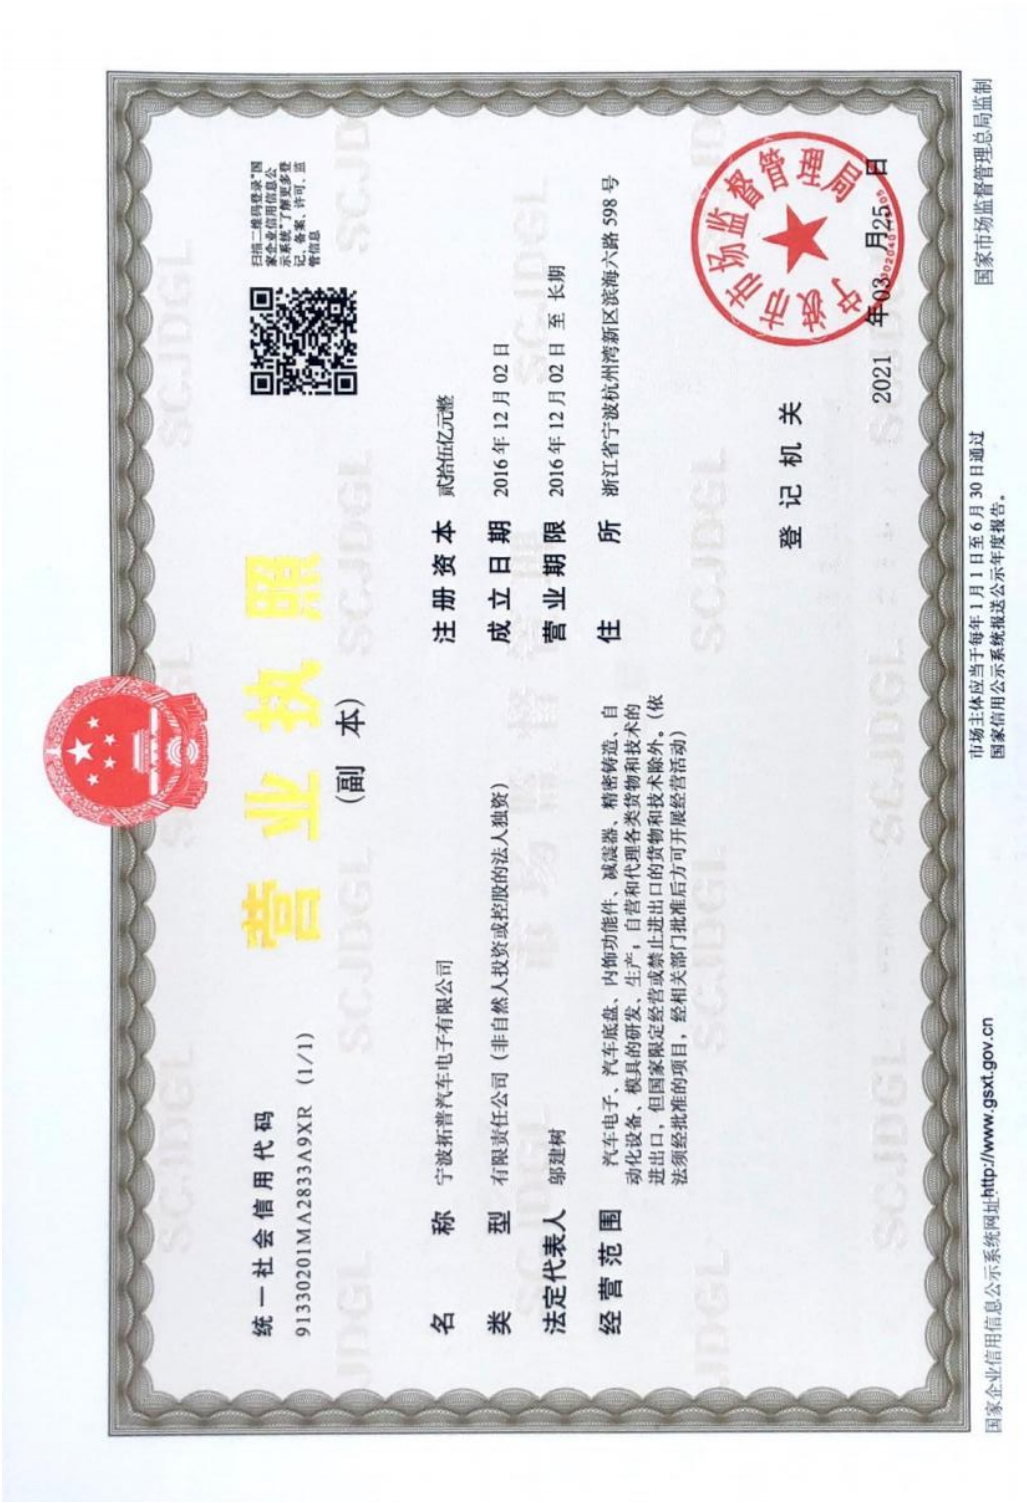 统一社会信用代码
91330201MA2833A9XR (1/1)
营业执照
(副 本)
扫描二维码登录"国
家企业信用信息公
示系统"了解更多登
记、备案、许可、监
管信息
名 称 宁波拓普汽车电子有限公司
类 型 有限责任公司(非自然人投资或控股的法人独资)
法定代表人 邬建树
经营范围 汽车电子、汽车底盘、内饰功能件、减震器、精密铸造、自
动化设备、模具的研发、生产;自营和代理各类货物和技术的
进出口,但国家限定经营或禁止进出口的货物和技术除外。(依
法须经批准的项目,经相关部门批准后方可开展经营活动)
注册资本 贰拾伍亿元整
成立日期 2016年12月02日
营业期限 2016年12月02日 至 长期
住 所 浙江省宁波杭州湾新区滨海六路598号
登记机关
宁波市市场监督管理局
2021 年03 月25 日
国家企业信用信息公示系统网址http://www.gsxt.gov.cn
市场主体应当于每年1月1日至6月30日通过
国家信用公示系统报送公示年度报告。
国家市场监督管理总局监制